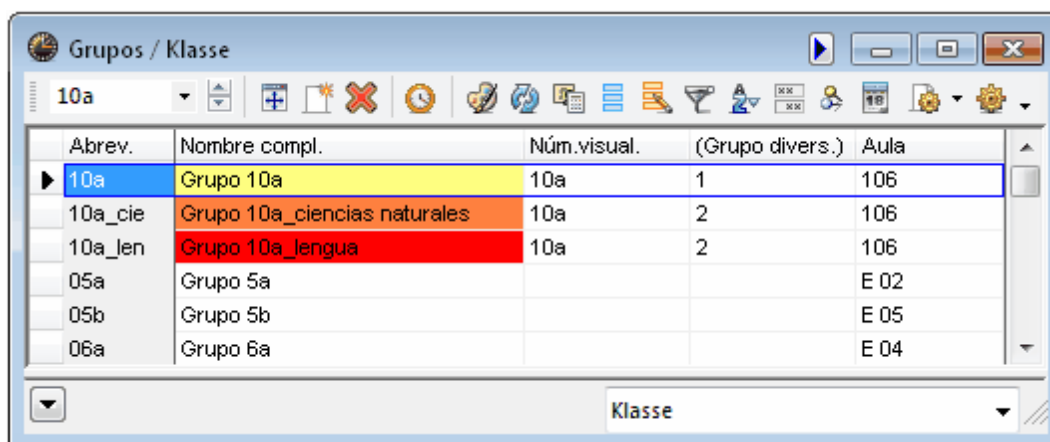 Grupos / Klasse
10a
Abrev. Nombre compl. Núm.visual. (Grupo divers.) Aula
10a Grupo 10a 10a 1 106
10a_cie Grupo 10a_ciencias naturales 10a 2 106
10a_len Grupo 10a_lengua 10a 2 106
05a Grupo 5a E 02
05b Grupo 5b E 05
06a Grupo 6a E 04
Klasse